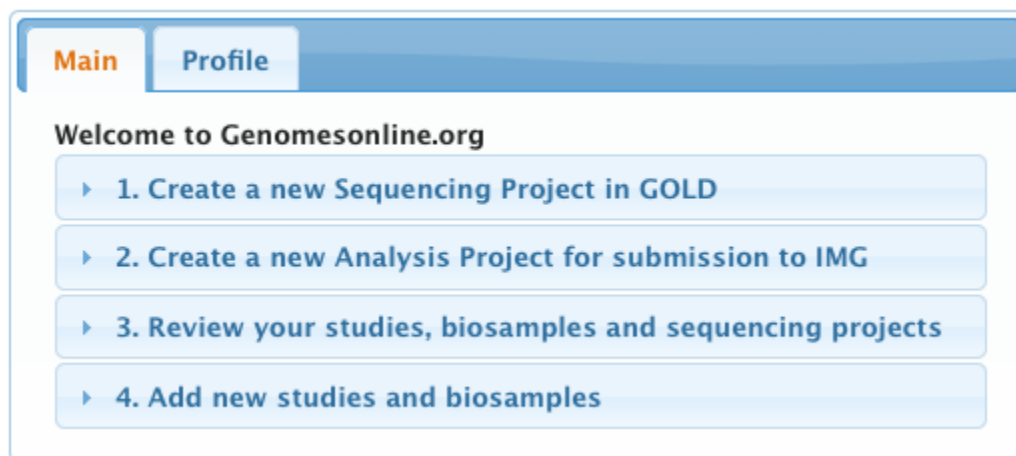 Main Profile
Welcome to Genomesonline.org
1. Create a new Sequencing Project in GOLD
2. Create a new Analysis Project for submission to IMG
3. Review your studies, biosamples and sequencing projects
4. Add new studies and biosamples